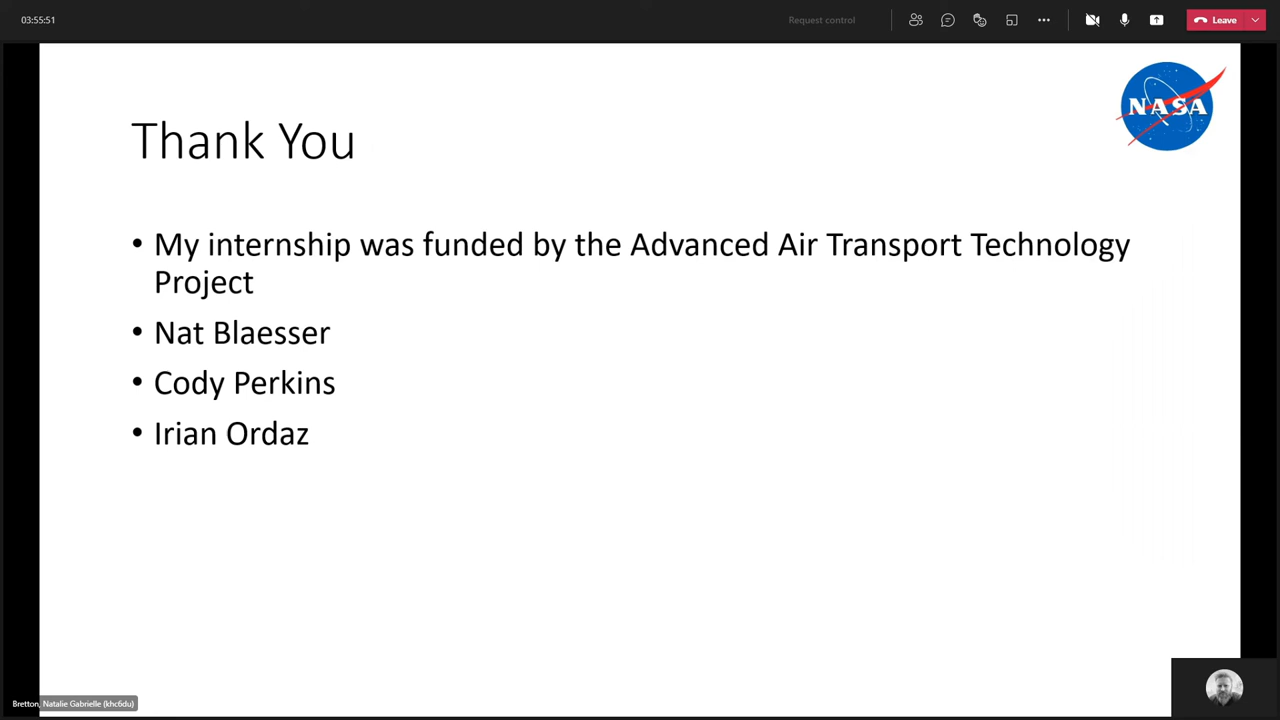 03:55:51
Request control
Leave
NASA
Thank You
• My internship was funded by the Advanced Air Transport Technology
Project
• Nat Blaesser
• Cody Perkins
• Irian Ordaz
Bretton, Natalie Gabrielle (khc6du)